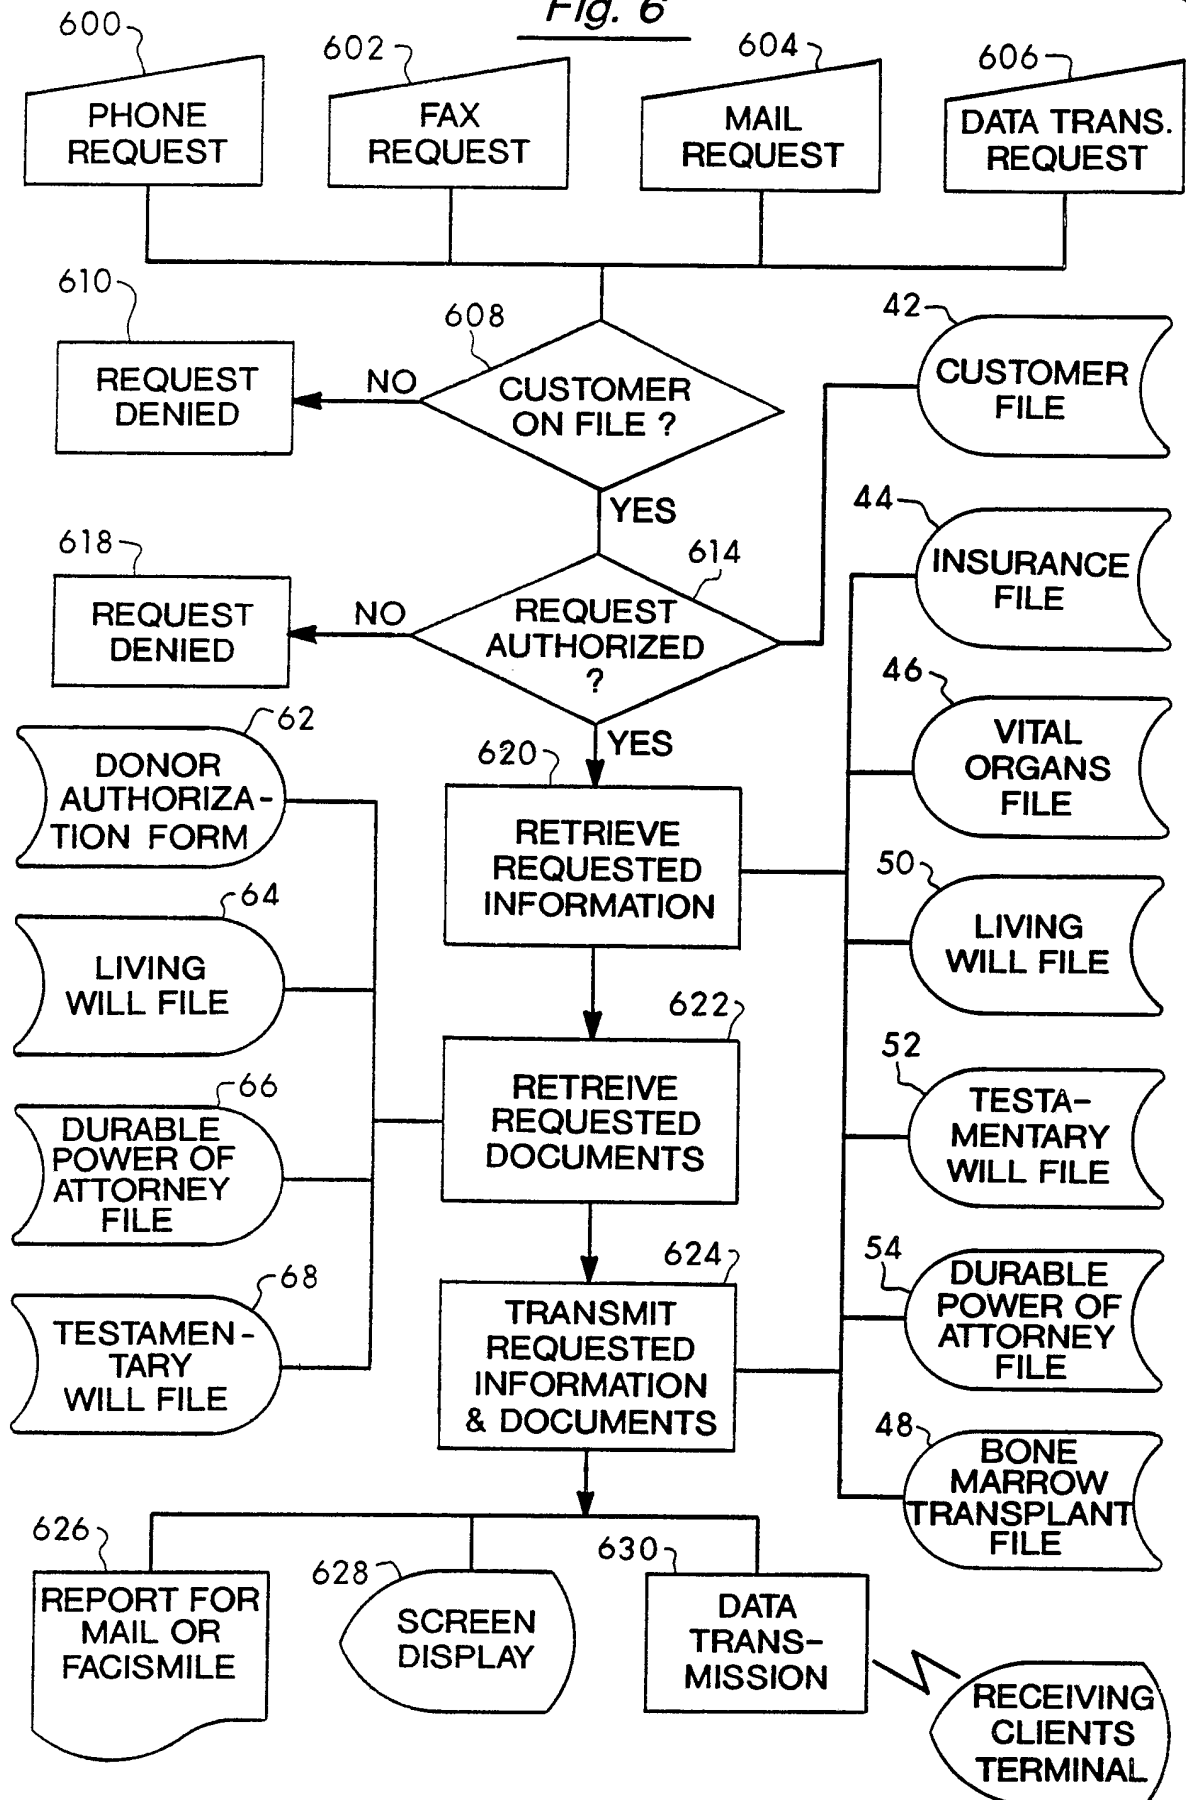 Fig. 6
600
602
604
606
PHONE
REQUEST
FAX
REQUEST
MAIL
REQUEST
DATA TRANS.
REQUEST
610
608
42
REQUEST
DENIED
NO
CUSTOMER
ON FILE ?
CUSTOMER
FILE
YES
44
618
614
INSURANCE
FILE
REQUEST
DENIED
NO
REQUEST
AUTHORIZED
?
46
62
620
YES
VITAL
ORGANS
FILE
DONOR
AUTHORIZA-
TION FORM
RETRIEVE
REQUESTED
INFORMATION
50
64
LIVING
WILL FILE
LIVING
WILL FILE
622
52
66
RETREIVE
REQUESTED
DOCUMENTS
TESTA-
MENTARY
WILL FILE
DURABLE
POWER OF
ATTORNEY
FILE
68
624
54
TESTAMEN-
TARY
WILL FILE
TRANSMIT
REQUESTED
INFORMATION
& DOCUMENTS
DURABLE
POWER OF
ATTORNEY
FILE
48
BONE
MARROW
TRANSPLANT
FILE
626
628
630
REPORT FOR
MAIL OR
FACISMILE
SCREEN
DISPLAY
DATA
TRANS-
MISSION
RECEIVING
CLIENTS
TERMINAL